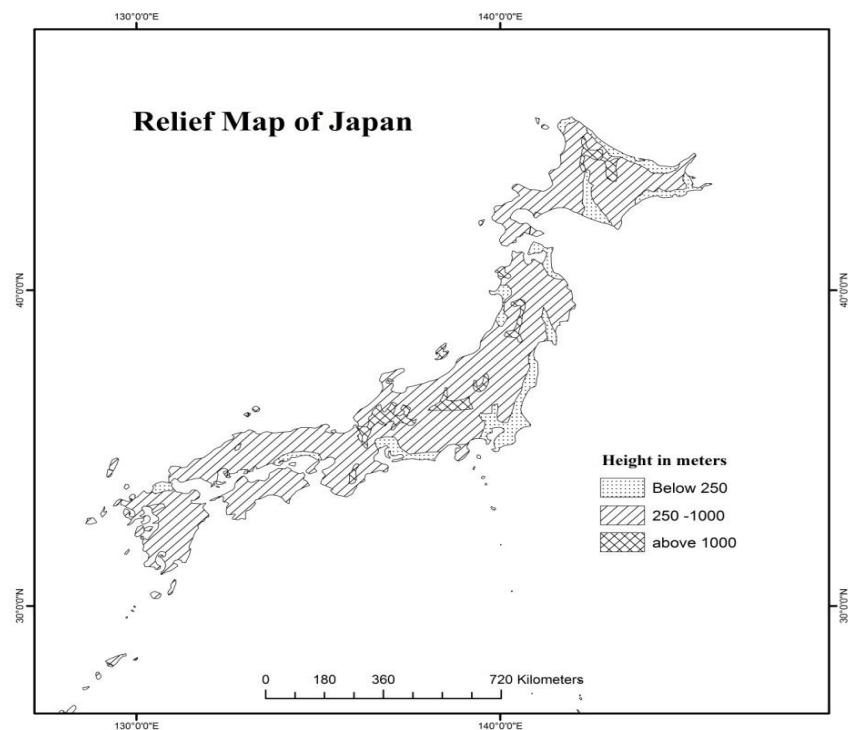 130°0'0"E 140°0'0"E
Relief Map of Japan
40°0'0"N 40°0'0"N
Height in meters
Below 250
250 -1000
above 1000
30°0'0"N 30°0'0"N
0 180 360 720 Kilometers
130°0'0"E 140°0'0"E